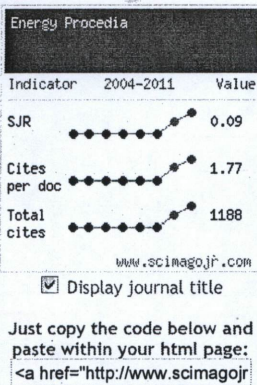 Energy Procedia
Indicator 2004-2011 Value
SJR 0.09
Cites per doc 1.77
Total cites 1188
www.scimagojr.com
Display journal title
Just copy the code below and
paste within your html page:
<a href="http://www.scimagojr